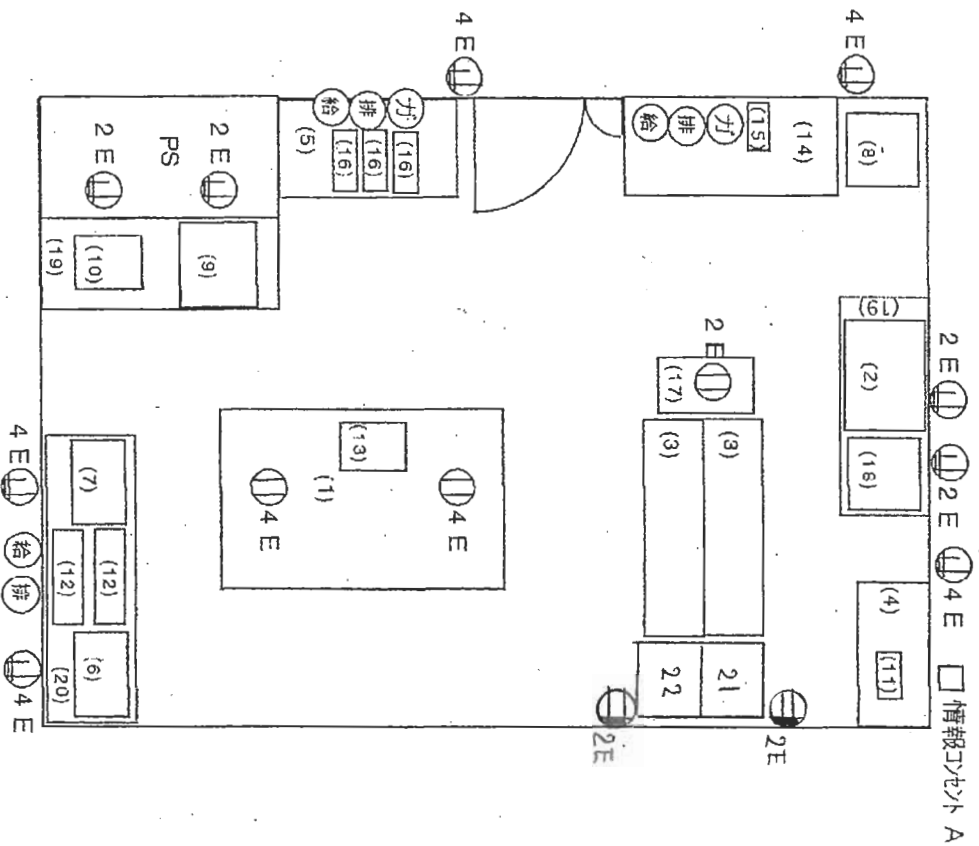 4E
4E
給
排
ガ
(5)
(16)
(16)
(16)
給
排
ガ
(15)
(14)
(8)
2E
PS
2E
(19)
(10)
(9)
2E
(17)
(19)
(2)
2E
(18)
2E
(3)
(3)
(13)
(1)
4E
4E
4E
(7)
給
排
(12)
(12)
(6)
(20)
4E
4E
(4)
(11)
22
21
2E
2E
情報コンセント A